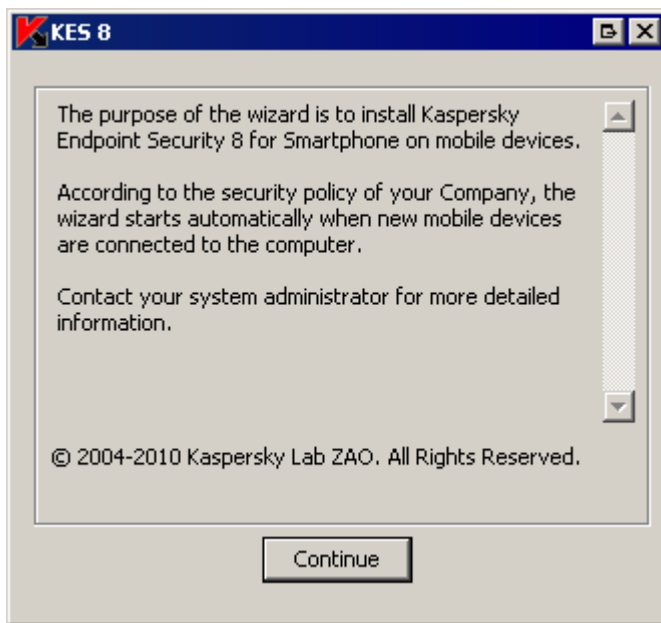 KES 8
The purpose of the wizard is to install Kaspersky
Endpoint Security 8 for Smartphone on mobile devices.
According to the security policy of your Company, the
wizard starts automatically when new mobile devices
are connected to the computer.
Contact your system administrator for more detailed
information.
© 2004-2010 Kaspersky Lab ZAO. All Rights Reserved.
Continue